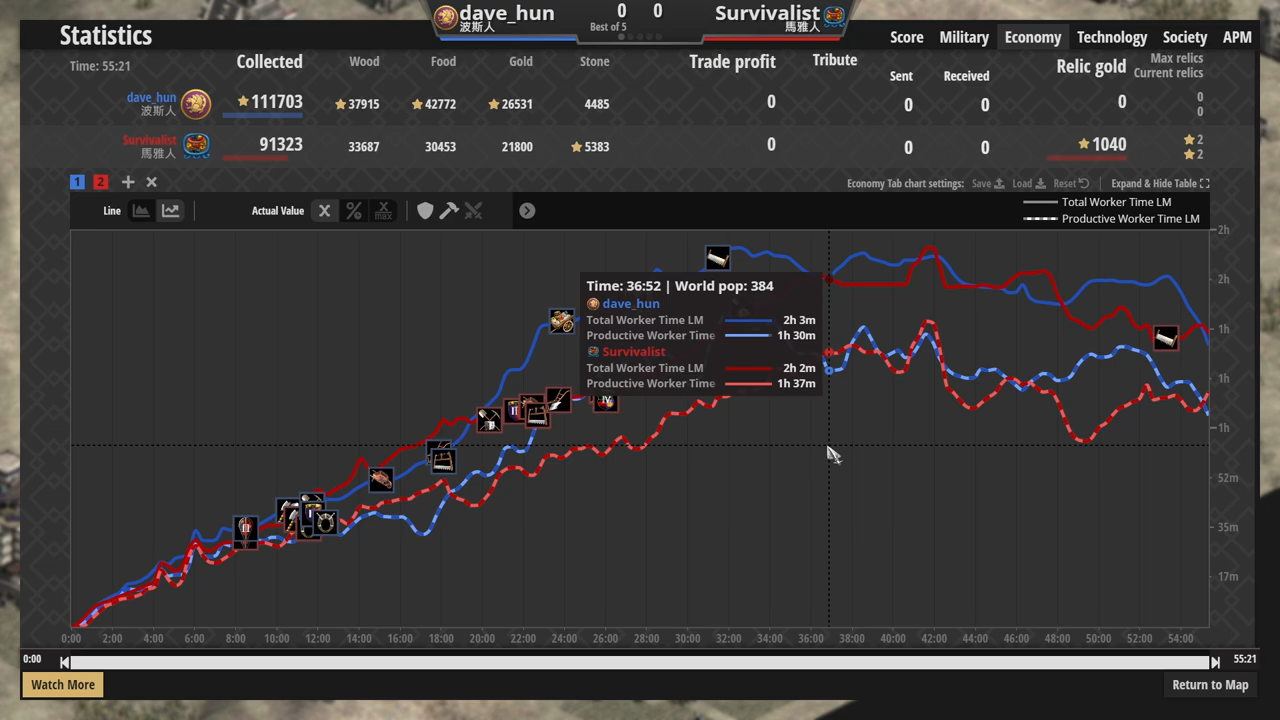 dave_hun 0 0 Survivalist
波斯人 Best of 5 馬雅人
Statistics
Score Military Economy Technology Society APM
Time: 55:21
Collected Wood Food Gold Stone Trade profit Tribute Sent Received Relic gold Max relics
Current relics
dave_hun 111703 37915 42772 26531 4485 0 0 0 0 0
波斯人 0
Survivalist 91323 33687 30453 21800 5383 0 0 0 1040 2
馬雅人 2
1 2 Economy Tab chart settings: Save Load Reset Expand & Hide Table
Line Actual Value X % X
max
Total Worker Time LM
Productive Worker Time LM
Time: 36:52 | World pop: 384
dave_hun
Total Worker Time LM 2h 3m
Productive Worker Time 1h 30m
Survivalist
Total Worker Time LM 2h 2m
Productive Worker Time 1h 37m
2h
2h
1h
1h
1h
52m
35m
17m
0:00 2:00 4:00 6:00 8:00 10:00 12:00 14:00 16:00 18:00 20:00 22:00 24:00 26:00 28:00 30:00 32:00 34:00 36:00 38:00 40:00 42:00 44:00 46:00 48:00 50:00 52:00 54:00
0:00 55:21
Watch More Return to Map